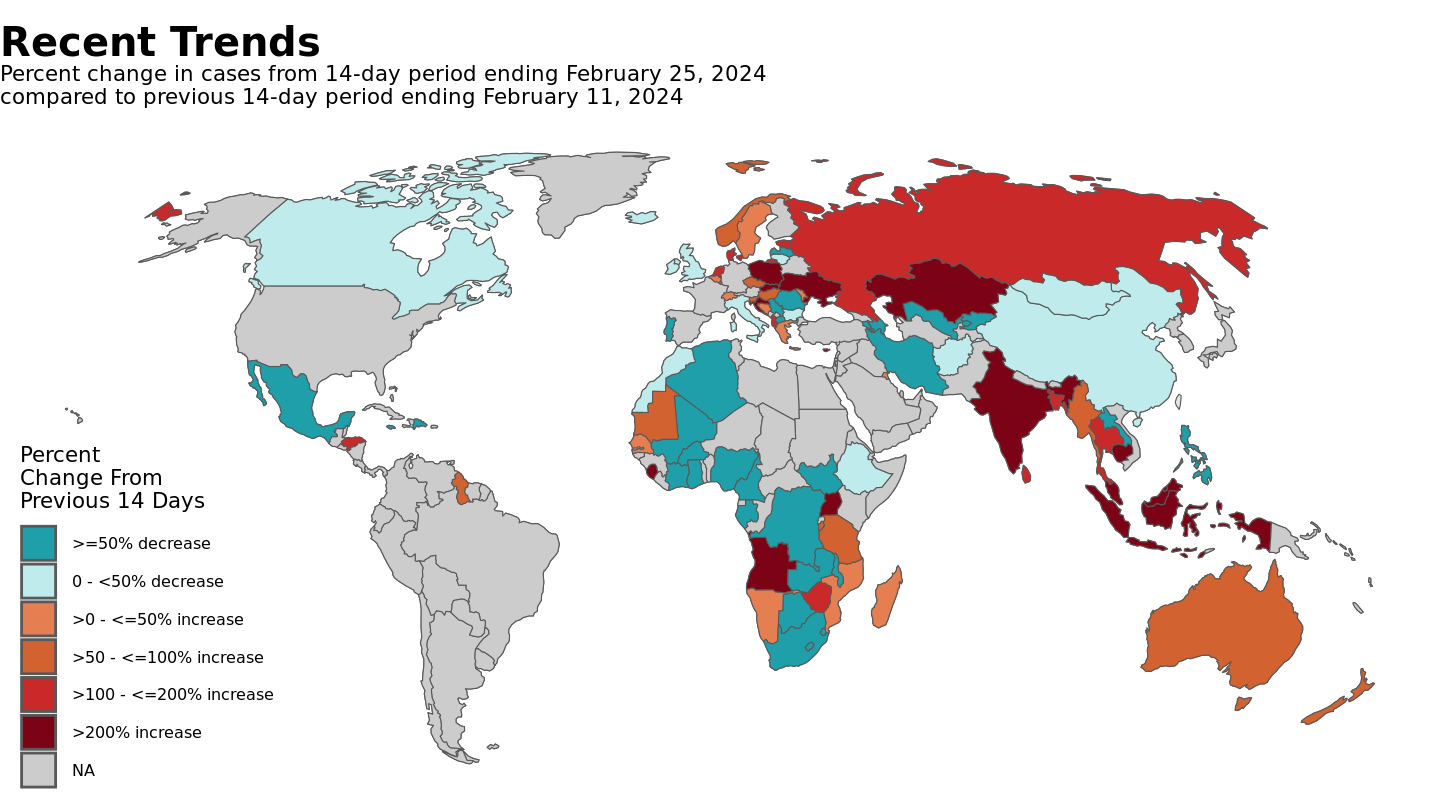 Recent Trends
Percent change in cases from 14-day period ending February 25, 2024
compared to previous 14-day period ending February 11, 2024
Percent
Change From
Previous 14 Days
>=50% decrease
0 - <50% decrease
>0 - <=50% increase
>50 - <=100% increase
>100 - <=200% increase
>200% increase
NA